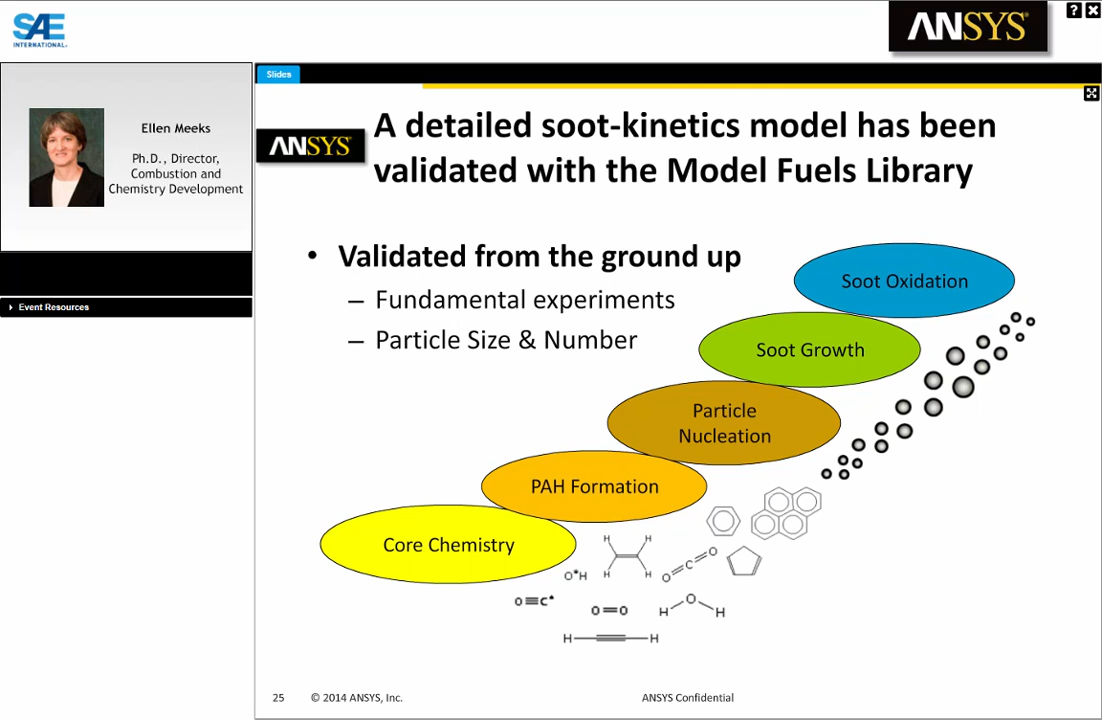 SAE
INTERNATIONAL
ANSYS
?
Ellen Meeks
Ph.D., Director,
Combustion and
Chemistry Development
Event Resources
Slides
ANSYS
A detailed soot-kinetics model has been
validated with the Model Fuels Library
• Validated from the ground up
– Fundamental experiments
– Particle Size & Number
Soot Oxidation
Soot Growth
Particle
Nucleation
PAH Formation
Core Chemistry
H H
H H
O C O
O•H
O≡C•
O=O
H O H
H≡H
25 © 2014 ANSYS, Inc. ANSYS Confidential